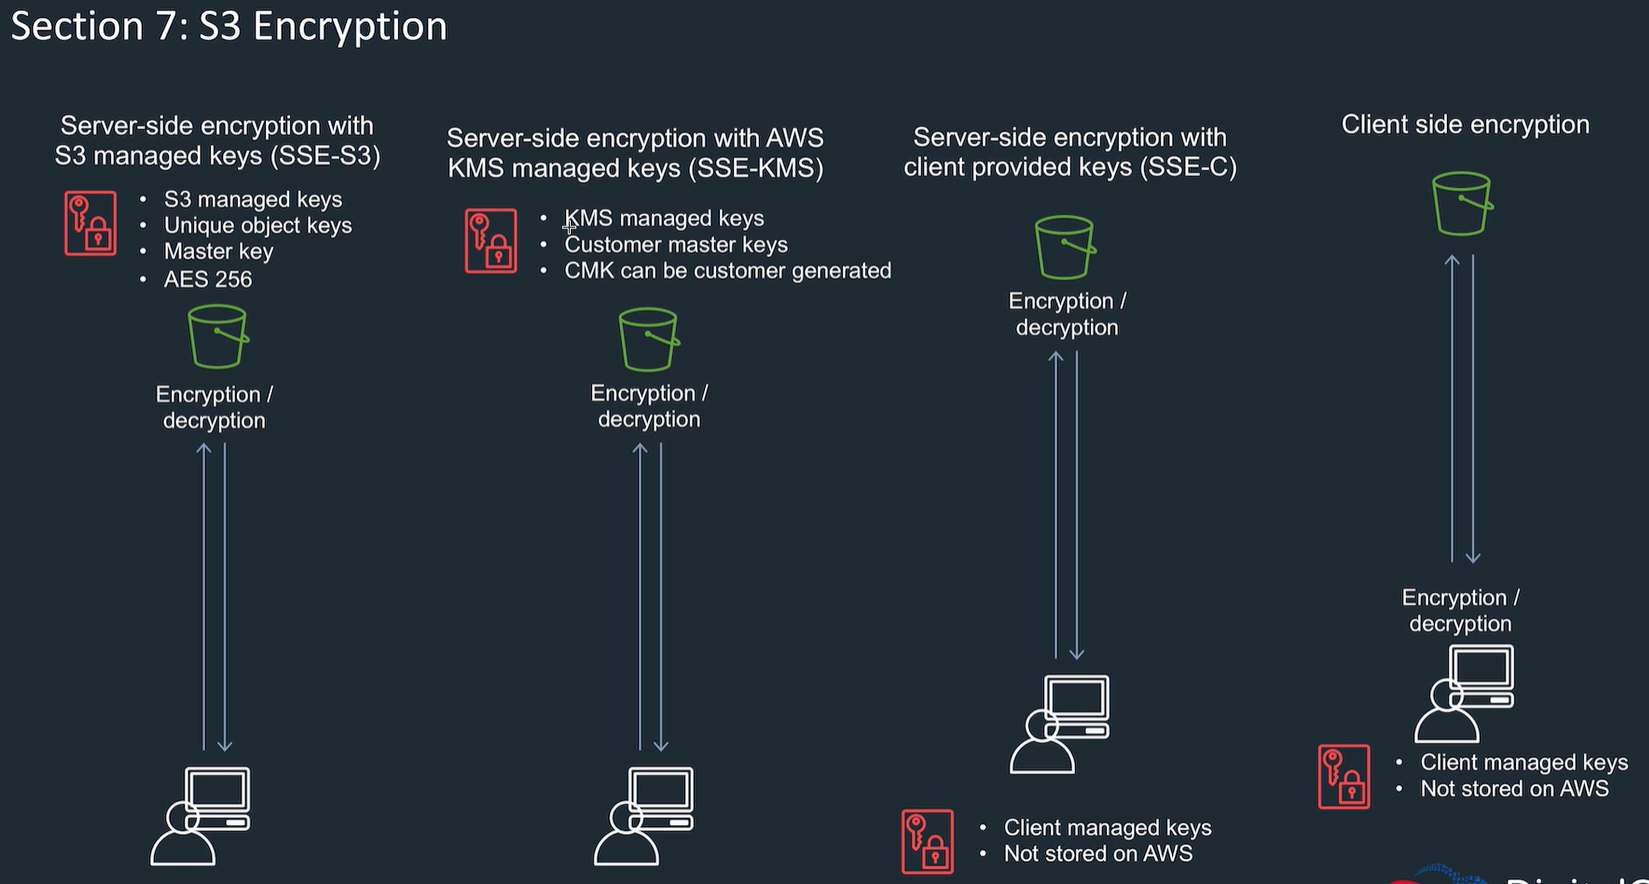 Section 7: S3 Encryption
Server-side encryption with
S3 managed keys (SSE-S3)
S3 managed keys
Unique object keys
Master key
AES 256
Encryption /
decryption
Server-side encryption with AWS
KMS managed keys (SSE-KMS)
KMS managed keys
Customer master keys
CMK can be customer generated
Encryption /
decryption
Server-side encryption with
client provided keys (SSE-C)
Encryption /
decryption
Client managed keys
Not stored on AWS
Client side encryption
Encryption /
decryption
Client managed keys
Not stored on AWS